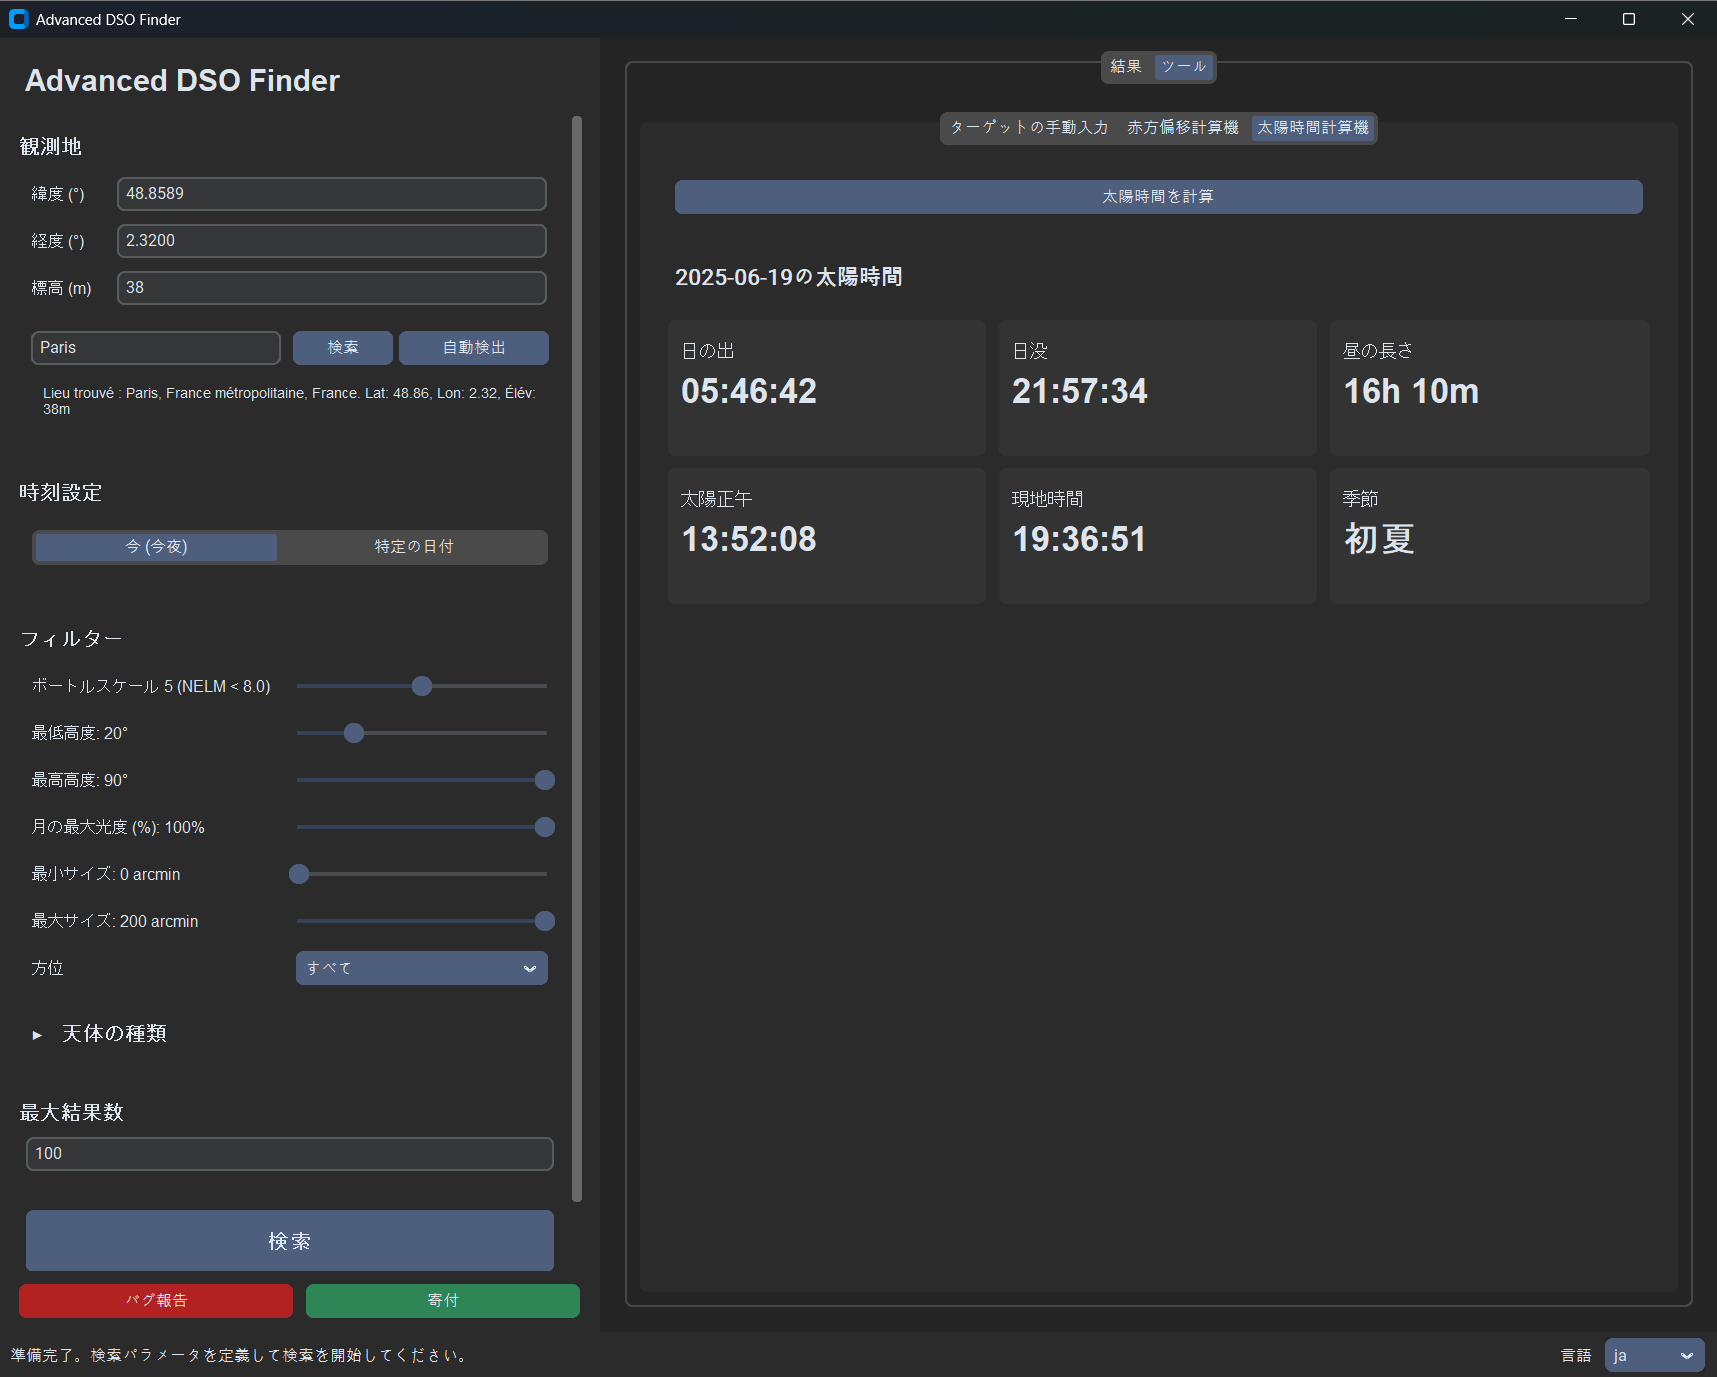 Advanced DSO Finder
Advanced DSO Finder
観測地
緯度 (°)
48.8589
経度 (°)
2.3200
標高 (m)
38
Paris
検索
自動検出
Lieu trouvé : Paris, France métropolitaine, France. Lat: 48.86, Lon: 2.32, Élév:
38m
時刻設定
今 (今夜)
特定の日付
フィルター
ボートルスケール 5 (NELM < 8.0)
最低高度: 20°
最高高度: 90°
月の最大光度 (%): 100%
最小サイズ: 0 arcmin
最大サイズ: 200 arcmin
方位
すべて
天体の種類
最大結果数
100
検索
バグ報告
寄付
結果
ツール
ターゲットの手動入力
赤方偏移計算機
太陽時間計算機
太陽時間を計算
2025-06-19の太陽時間
日の出
05:46:42
日没
21:57:34
昼の長さ
16h 10m
太陽正午
13:52:08
現地時間
19:36:51
季節
初夏
準備完了。検索パラメータを定義して検索を開始してください。
言語
ja